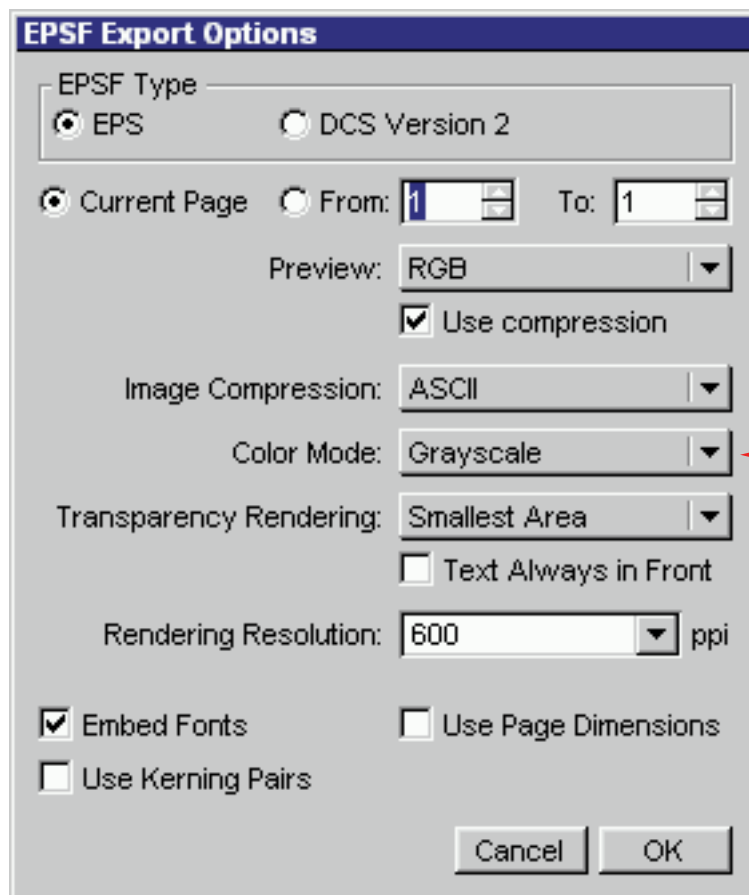 EPSF Export Options
EPSF Type
EPS DCS Version 2
Current Page From: 1 To: 1
Preview: RGB
Use compression
Image Compression: ASCII
Color Mode: Grayscale
Transparency Rendering: Smallest Area
Text Always in Front
Rendering Resolution: 600 ppi
Embed Fonts Use Page Dimensions
Use Kerning Pairs
Cancel OK